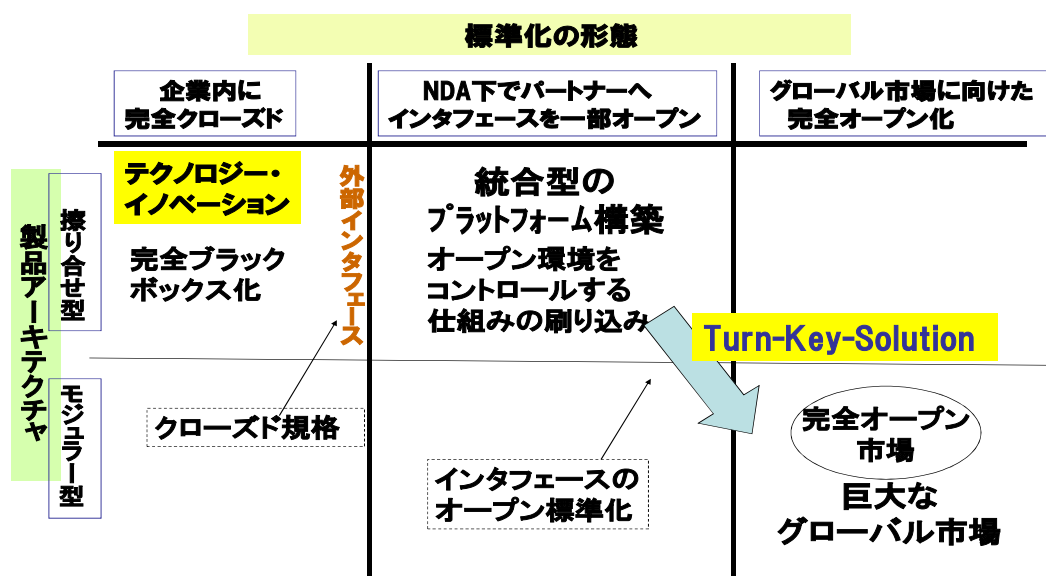 標準化の形態
企業内に
完全クローズド
NDA下でパートナーへ
インタフェースを一部オープン
グローバル市場に向けた
完全オープン化
製品アーキテクチャ
擦り合せ型
テクノロジー・
イノベーション
完全ブラック
ボックス化
外部インタフェース
統合型の
プラットフォーム構築
オープン環境を
コントロールする
仕組みの刷り込み
Turn-Key-Solution
モジュラー型
クローズド規格
インタフェースの
オープン標準化
完全オープン
市場
巨大な
グローバル市場